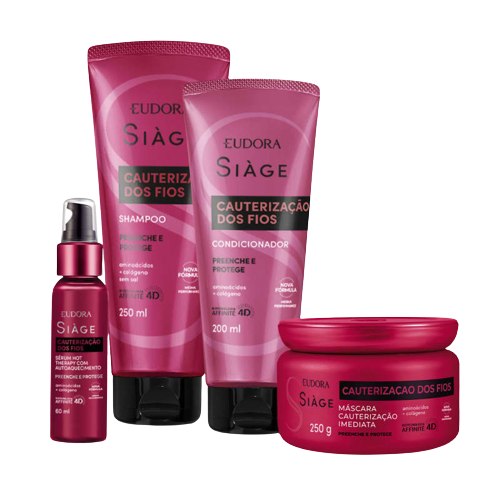 EUDORA
SIÀGE
CAUTERIZA
DOS FIOS
SHAMPOO
PREENCHE E
PROTEGE
aminoácidos
+ colágeno
sem sal
NOVA
FÓRMULA
AFFINITÉ 4D
250 ml
EUDORA
SIÀGE
CAUTERIZAÇÃO
DOS FIOS
CONDICIONADOR
PREENCHE E
PROTEGE
aminoácidos
+ colágeno
NOVA
FÓRMULA
AFFINITÉ 4D
200 ml
EUDORA
SIÀGE
CAUTERIZAÇÃO
DOS FIOS
SÉRUM HOT
THERAPY COM
AUTOAQUECIMENTO
PREENCHE E PROTEGE
aminoácidos
+ colágeno
AFFINITÉ 4D
60 ml
EUDORA
SIÀGE
250 g
CAUTERIZAÇAO DOS FIOS
MÁSCARA
CAUTERIZAÇÃO
IMEDIATA
PREENCHE E PROTEGE
aminoácidos
+ colágeno
AFFINITÉ 4D